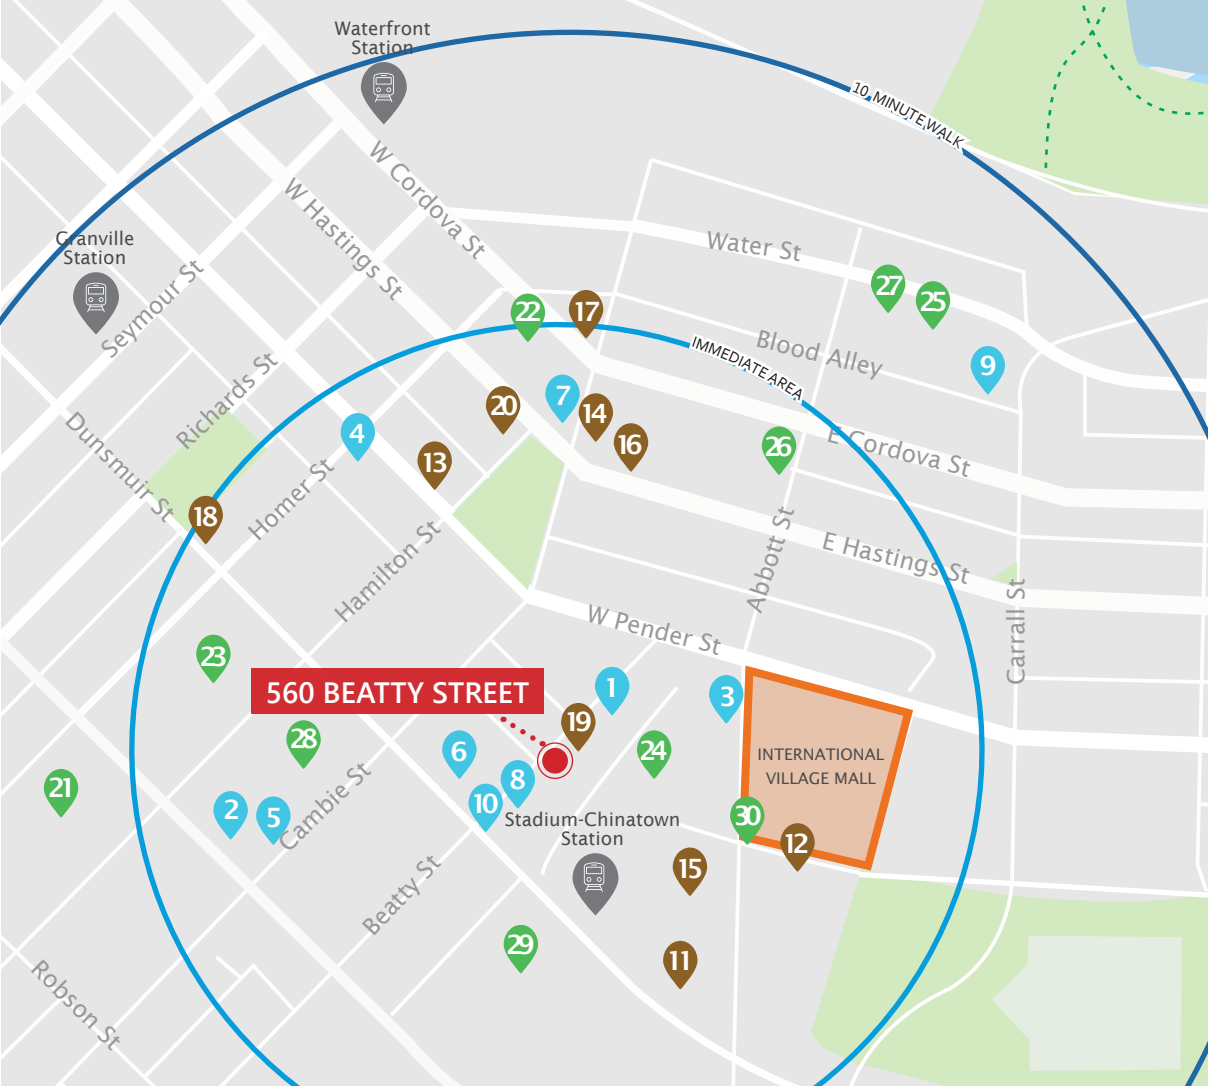 Waterfront
Station
10 MINUTE WALK
W Cordova St
W Hastings St
Granville
Station
Seymour St
Water St
27
25
22
17
Blood Alley
IMMEDIATE AREA
9
Richards St
7
20
14
4
16
26
E Cordova St
13
Dunsmuir St
Homer St
18
E Hastings St
Abbott St
Hamilton St
W Pender St
Carrall St
23
560 BEATTY STREET
1
3
19
28
6
24
INTERNATIONAL
VILLAGE MALL
21
8
10
2
5
Cambie St
Stadium-Chinatown
Station
30
12
15
Beatty St
29
11
Robson St